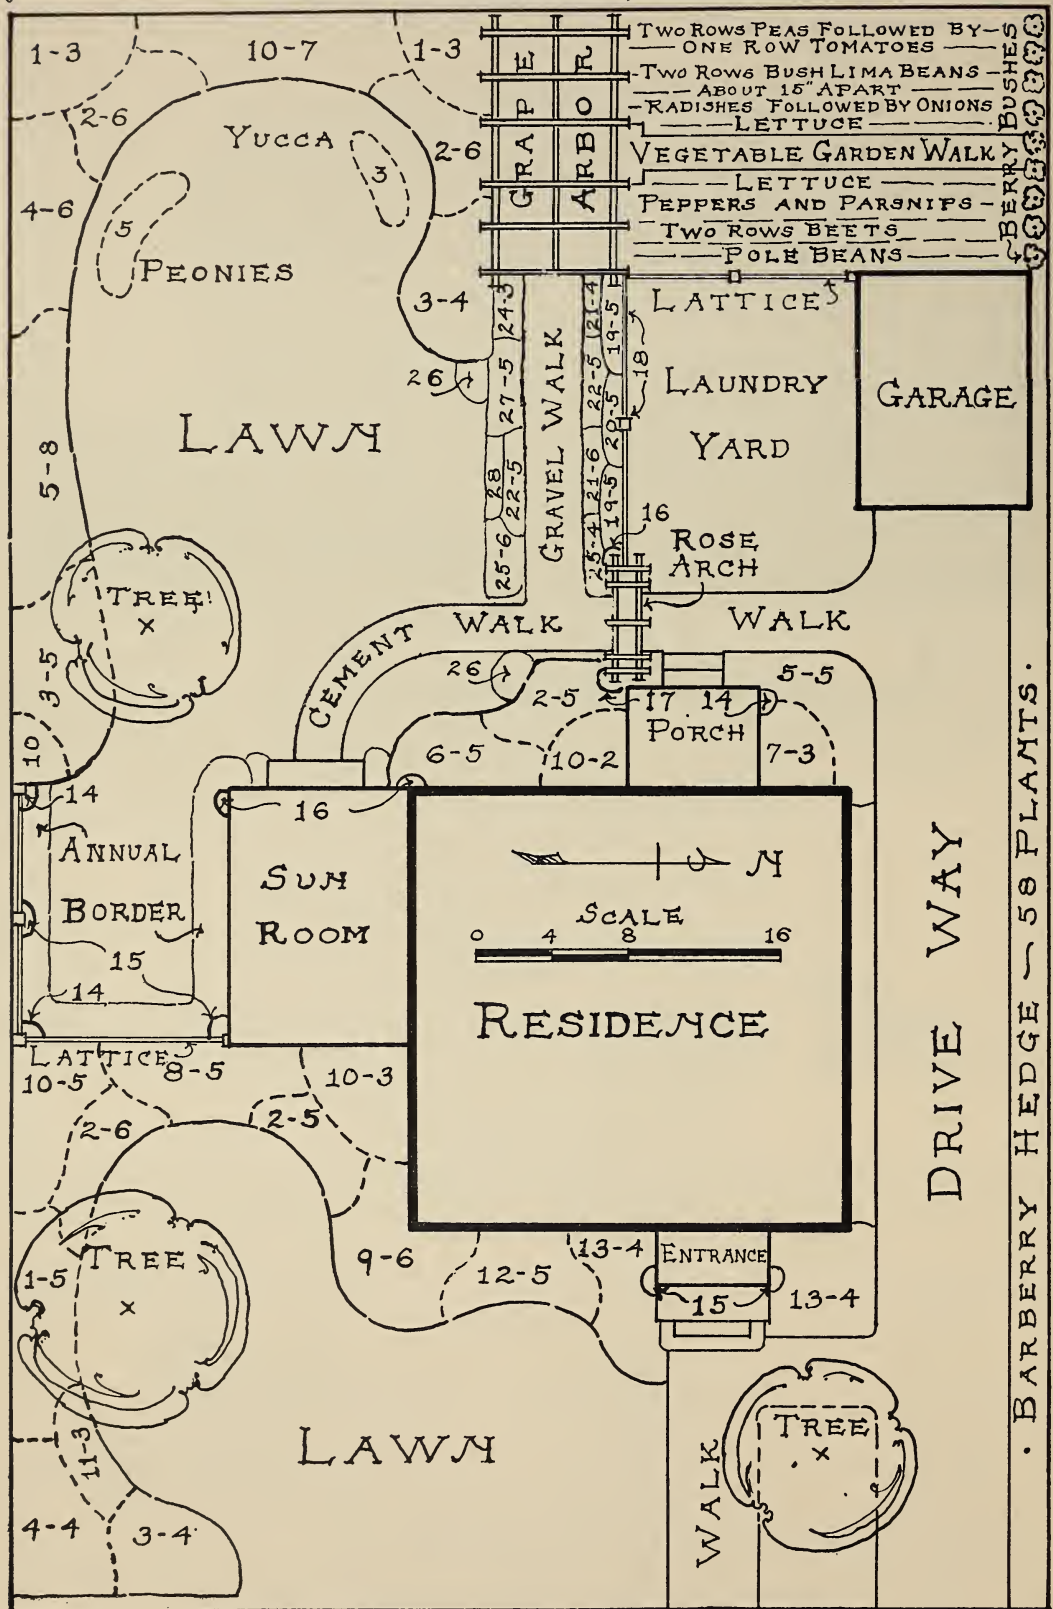 1-3
10-7
1-3
2-6
YUCCA
3
2-6
4-6
5
PEONIES
3-4
GRAPE ARBOR
TWO ROWS PEAS FOLLOWED BY
ONE ROW TOMATOES
TWO ROWS BUSH LIMA BEANS
ABOUT 15" APART
RADISHES FOLLOWED BY ONIONS
LETTUCE
VEGETABLE GARDEN WALK
LETTUCE
PEPPERS AND PARSNIPS
TWO ROWS BEETS
POLE BEANS
BERRY BUSHES
LATTICE
24-3
21-4
19-5
18
26
27-5
22-5
20-5
GRAVEL WALK
LAUNDRY
YARD
GARAGE
LAWN
5-8
28
22-5
21-6
19-5
16
25-6
25-4
ROSE
ARCH
TREE
CEMENT WALK
WALK
3-5
26
2-5
17
14
5-5
PORCH
10
6-5
10-2
7-3
14
16
ANNUAL
BORDER
SUN
ROOM
N
SCALE
0 4 8 16
15
14
RESIDENCE
DRIVE WAY
BARBERRY HEDGE - 58 PLANTS.
LATTICE
10-5
8-5
10-3
2-6
2-5
TREE
1-5
9-6
12-5
13-4
ENTRANCE
15
13-4
11-3
LAWN
WALK
TREE
4-4
3-4